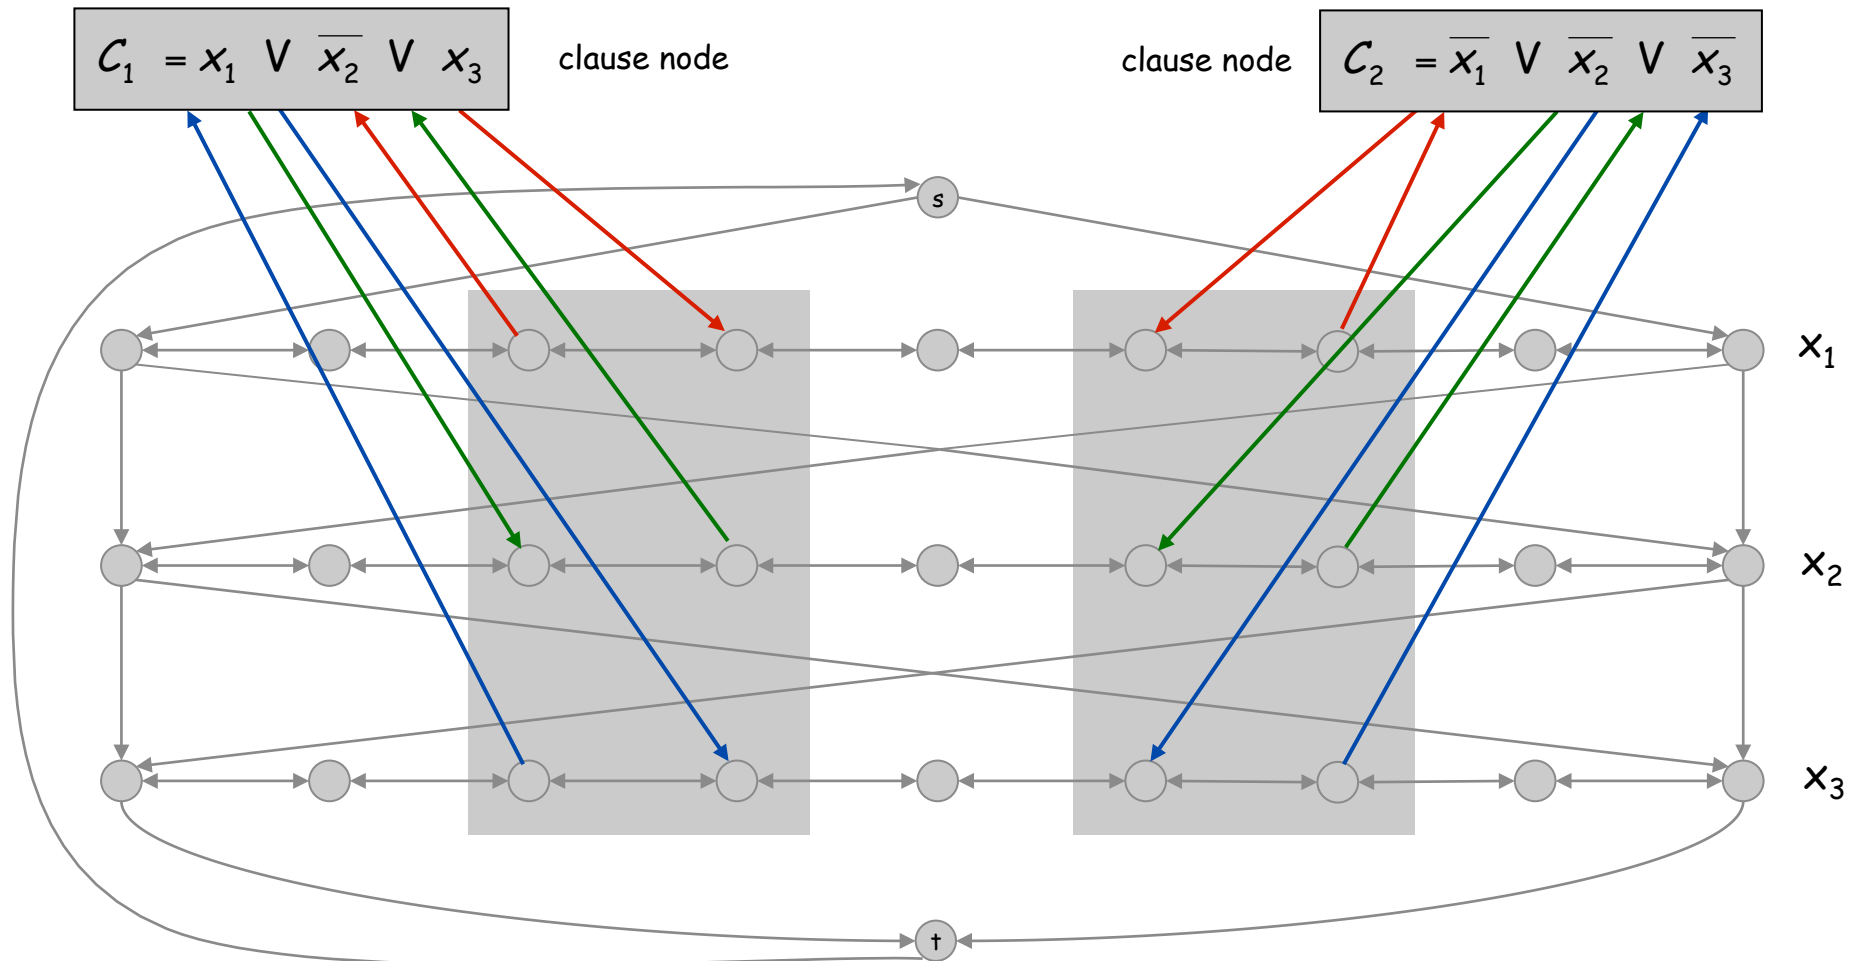 C₁ = x₁ V x̅₂ V x₃
clause node
clause node
C₂ = x̅₁ V x̅₂ V x̅₃
s
x₁
x₂
x₃
t